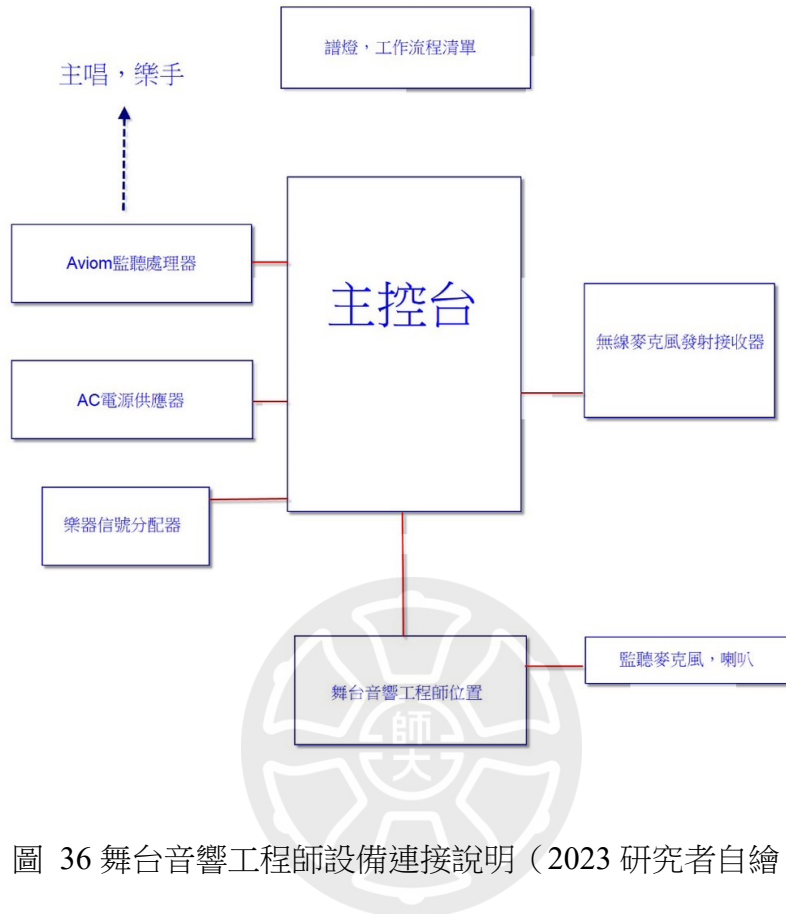 譜燈，工作流程清單
主唱，樂手
Aviom監聽處理器
主控台
無線麥克風發射接收器
AC電源供應器
樂器信號分配器
舞台音響工程師位置
監聽麥克風，喇叭
師大
圖 36 舞台音響工程師設備連接說明（2023 研究者自繪